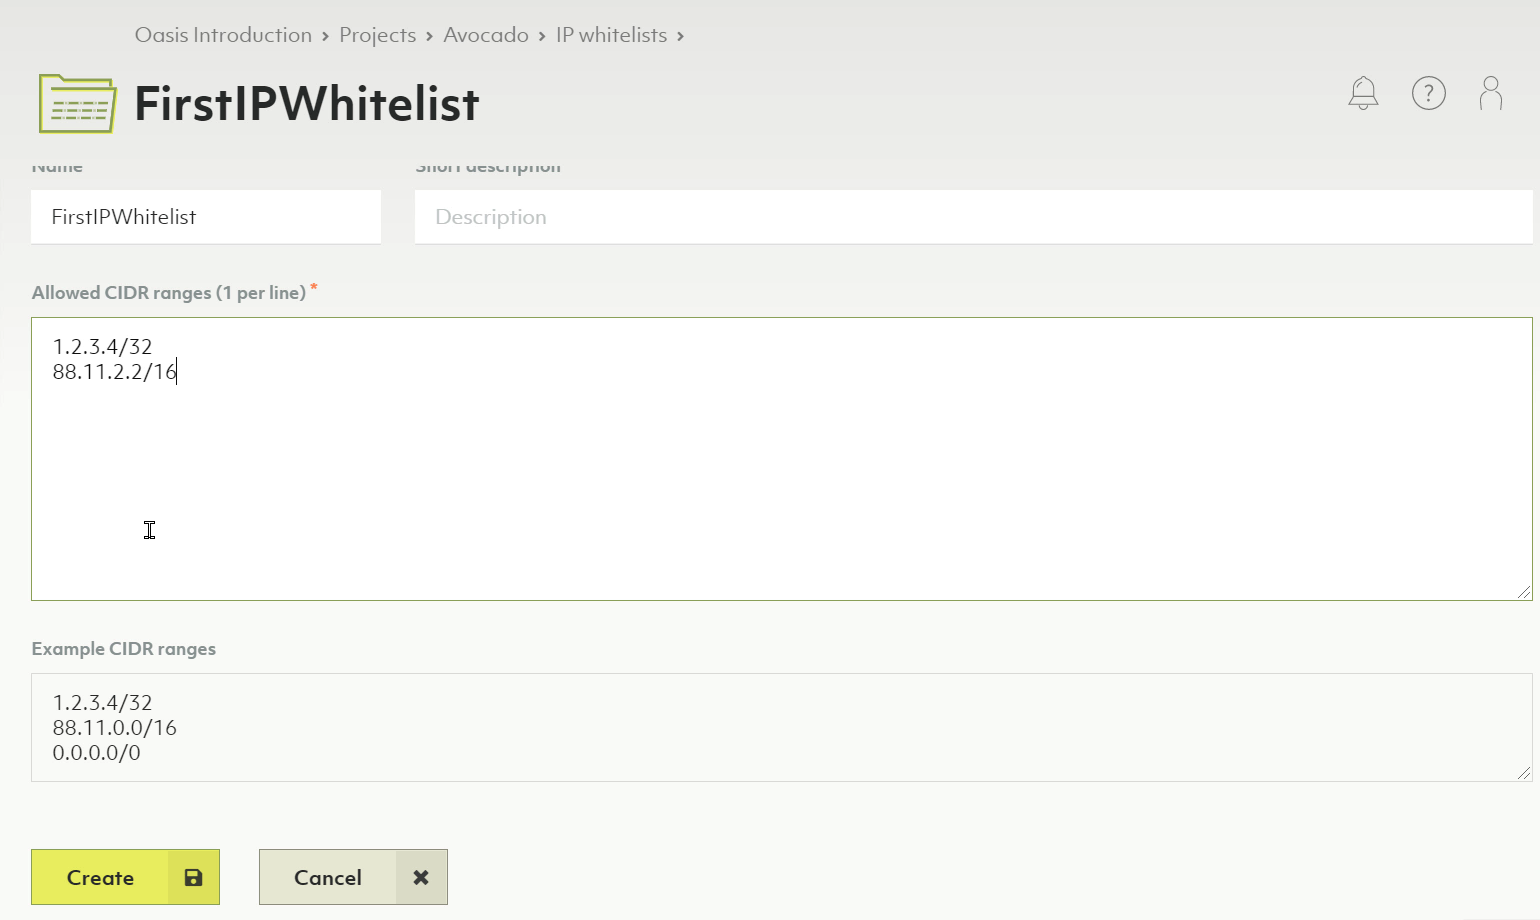 Oasis Introduction > Projects > Avocado > IP whitelists >
FirstIPWhitelist
?
Name
Short description
FirstIPWhitelist
Description
Allowed CIDR ranges (1 per line) *
1.2.3.4/32
88.11.2.2/16
Example CIDR ranges
1.2.3.4/32
88.11.0.0/16
0.0.0.0/0
Create
Cancel